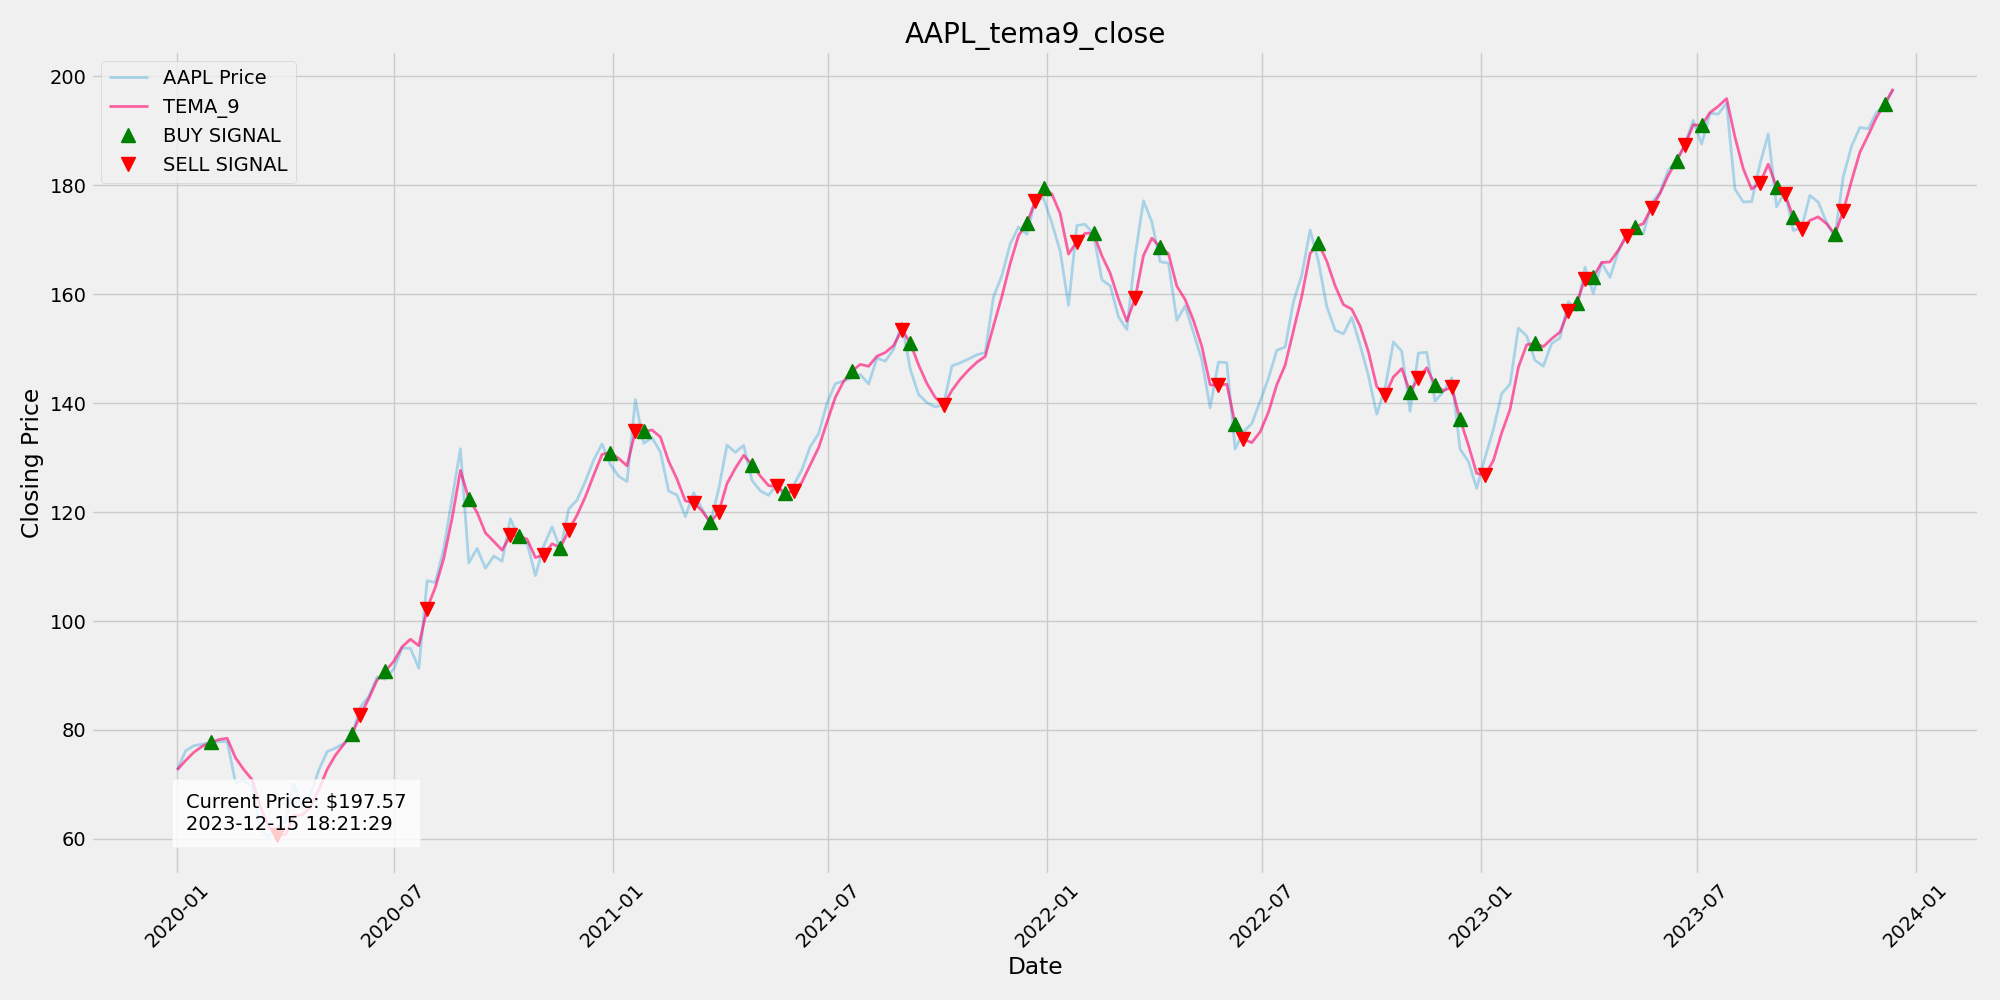 AAPL_tema9_close
AAPL Price
TEMA_9
BUY SIGNAL
SELL SIGNAL
Closing Price
200
180
160
140
120
100
80
60
Current Price: $197.57
2023-12-15 18:21:29
2020-01
2020-07
2021-01
2021-07
2022-01
2022-07
2023-01
2023-07
2024-01
Date